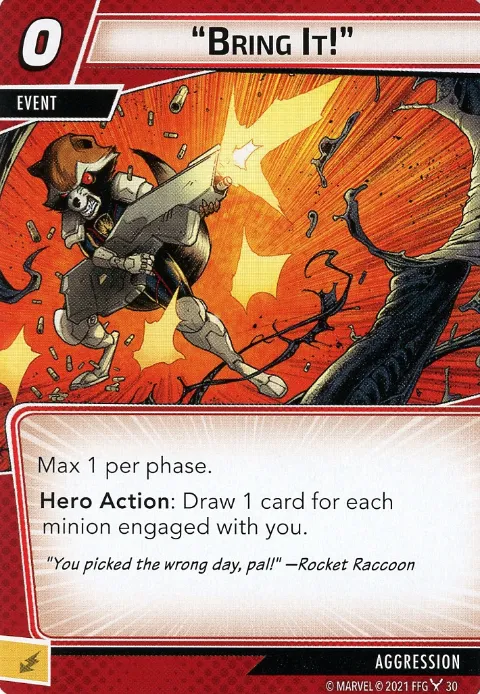 0
“BRING IT!”
EVENT
Max 1 per phase.
Hero Action: Draw 1 card for each
minion engaged with you.
"You picked the wrong day, pal!" —Rocket Raccoon
AGGRESSION
© MARVEL © 2021 FFG 30